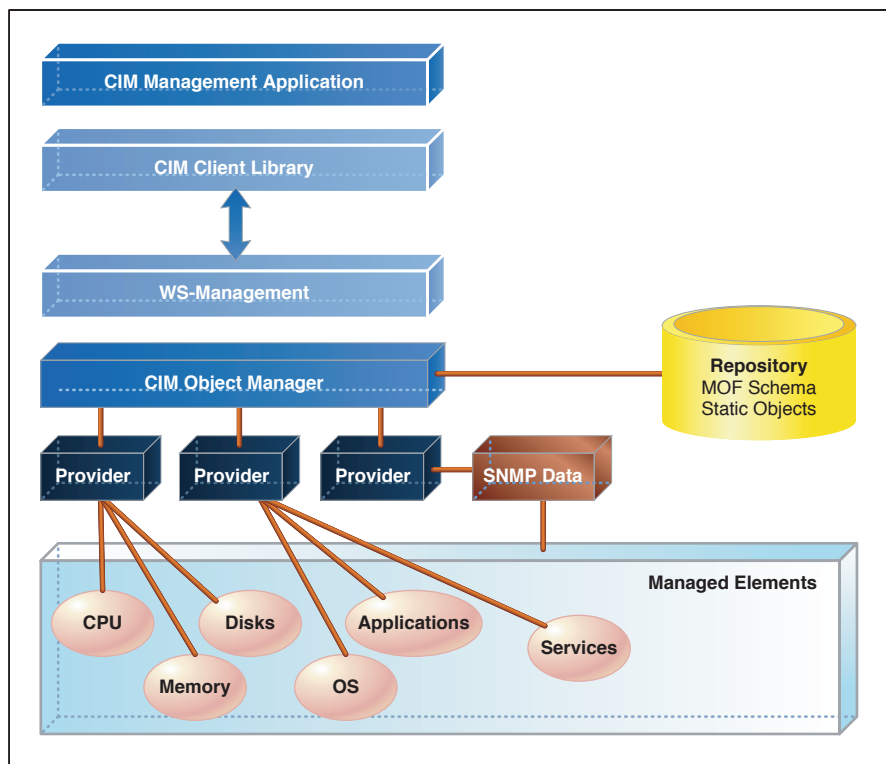 CIM Management Application
CIM Client Library
WS-Management
CIM Object Manager
Repository
MOF Schema
Static Objects
Provider
Provider
Provider
SNMP Data
Managed Elements
CPU
Disks
Applications
Services
Memory
OS